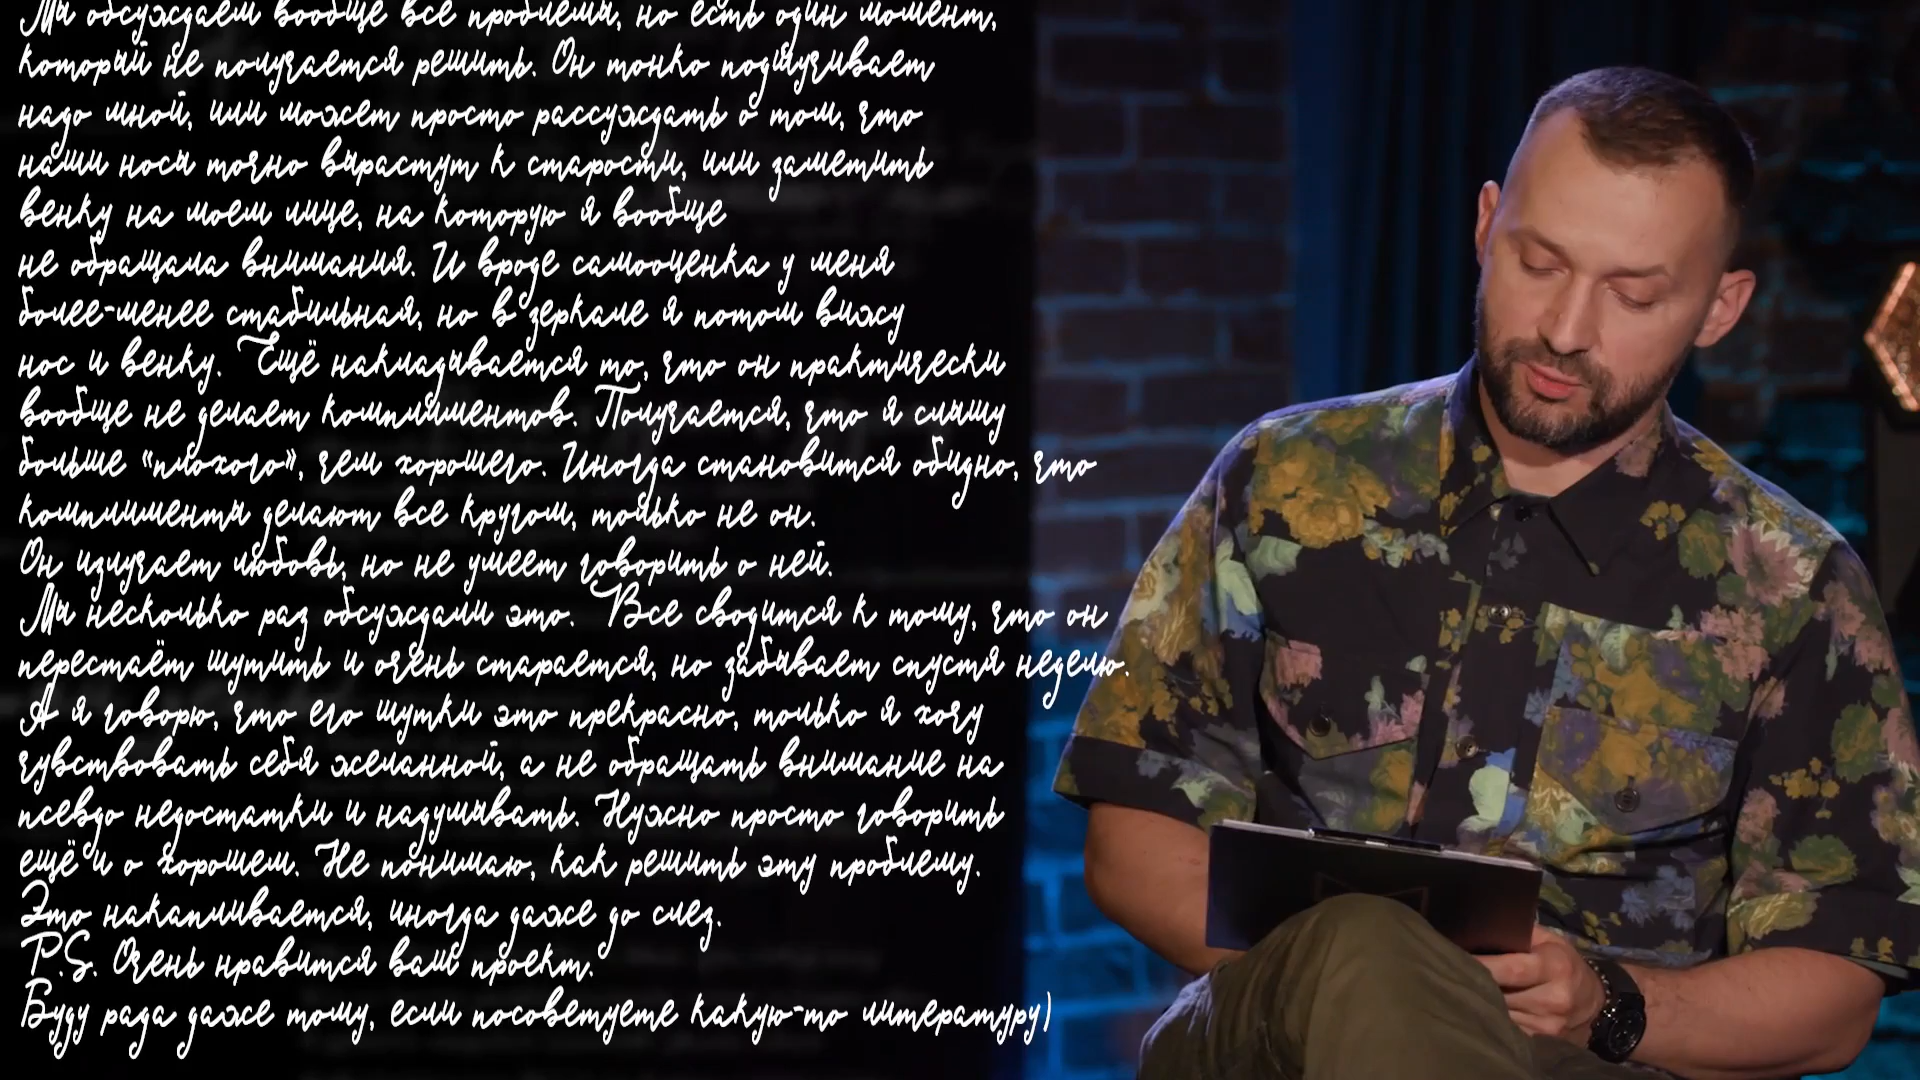 Мы обсуждаем вообще все проблемы, но есть один момент,
который не получается решить. Он тонко подшучивает
надо мной, или может просто рассуждать о том, что
наши носы точно вырастут к старости, или заметить
венку на моем лице, на которую я вообще
не обращала внимания. И вроде самооценка у меня
более-менее стабильная, но в зеркале я потом вижу
нос и венку. Ещё накладывается то, что он практически
вообще не делает комплиментов. Получается, что я слышу
больше «плохого», чем хорошего. Иногда становится обидно, что
комплименты делают все кругом, только не он.
Он излучает любовь, но не умеет говорить о ней.
Мы несколько раз обсуждали это. Все сводится к тому, что он
перестаёт шутить и очень старается, но забывает спустя неделю.
А я говорю, что его шутки это прекрасно, только я хочу
чувствовать себя желанной, а не обращать внимание на
псевдо недостатки и надумывать. Нужно просто говорить
ещё и о хорошем. Не понимаю, как решить эту проблему.
Это накапливается, иногда даже до слез.
P.S. Очень нравится ваш проект.
Буду рада даже тому, если посоветуете какую-то литературу)